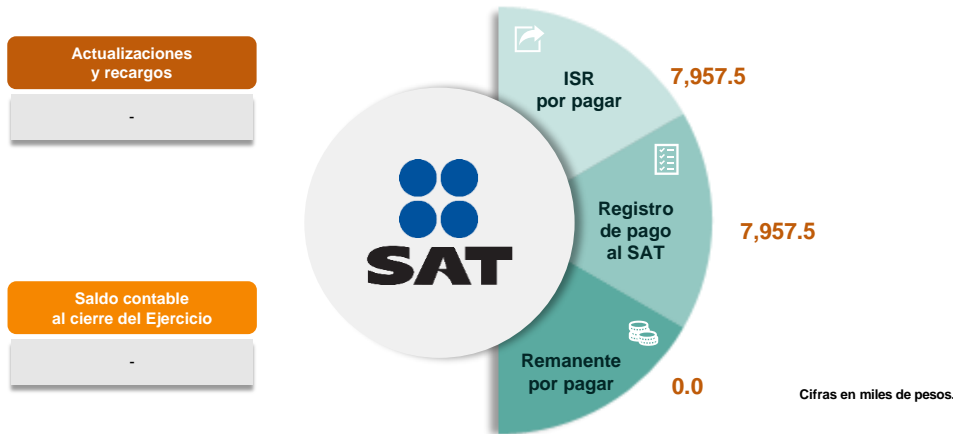 Actualizaciones
y recargos
-
Saldo contable
al cierre del Ejercicio
-
SAT
ISR
por pagar
7,957.5
Registro
de pago
al SAT
7,957.5
Remanente
por pagar
0.0
Cifras en miles de pesos.